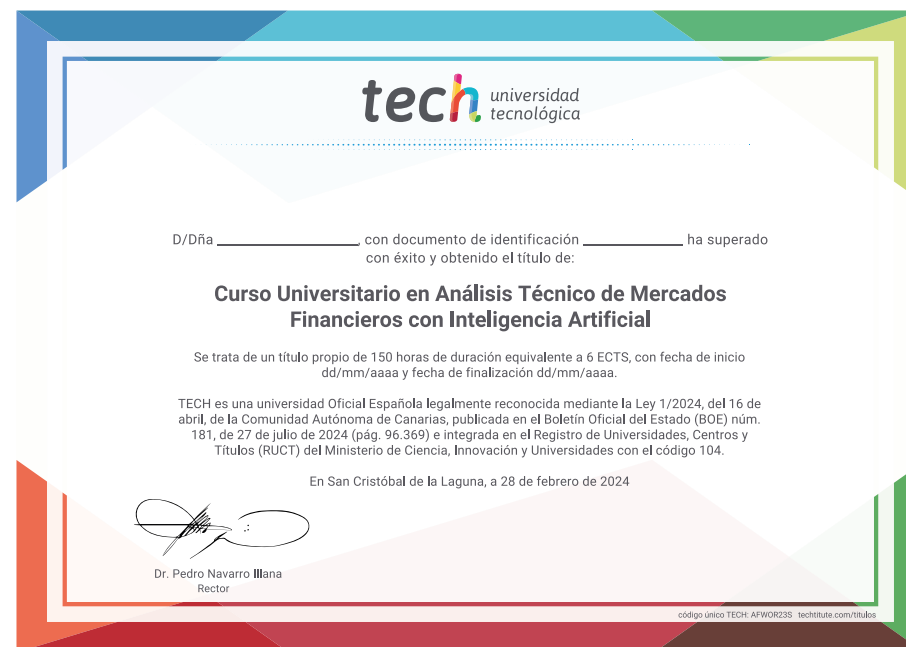 tech universidad
tecnológica
D/Dña ______________, con documento de identificación __________ ha superado
con éxito y obtenido el título de:
Curso Universitario en Análisis Técnico de Mercados
Financieros con Inteligencia Artificial
Se trata de un título propio de 150 horas de duración equivalente a 6 ECTS, con fecha de inicio
dd/mm/aaaa y fecha de finalización dd/mm/aaaa.
TECH es una universidad Oficial Española legalmente reconocida mediante la Ley 1/2024, del 16 de
abril, de la Comunidad Autónoma de Canarias, publicada en el Boletín Oficial del Estado (BOE) núm.
181, de 27 de julio de 2024 (pág. 96.369) e integrada en el Registro de Universidades, Centros y
Títulos (RUCT) del Ministerio de Ciencia, Innovación y Universidades con el código 104.
En San Cristóbal de la Laguna, a 28 de febrero de 2024
Dr. Pedro Navarro Illana
Rector
código único TECH: AFWOR23S techtitute.com/titulos